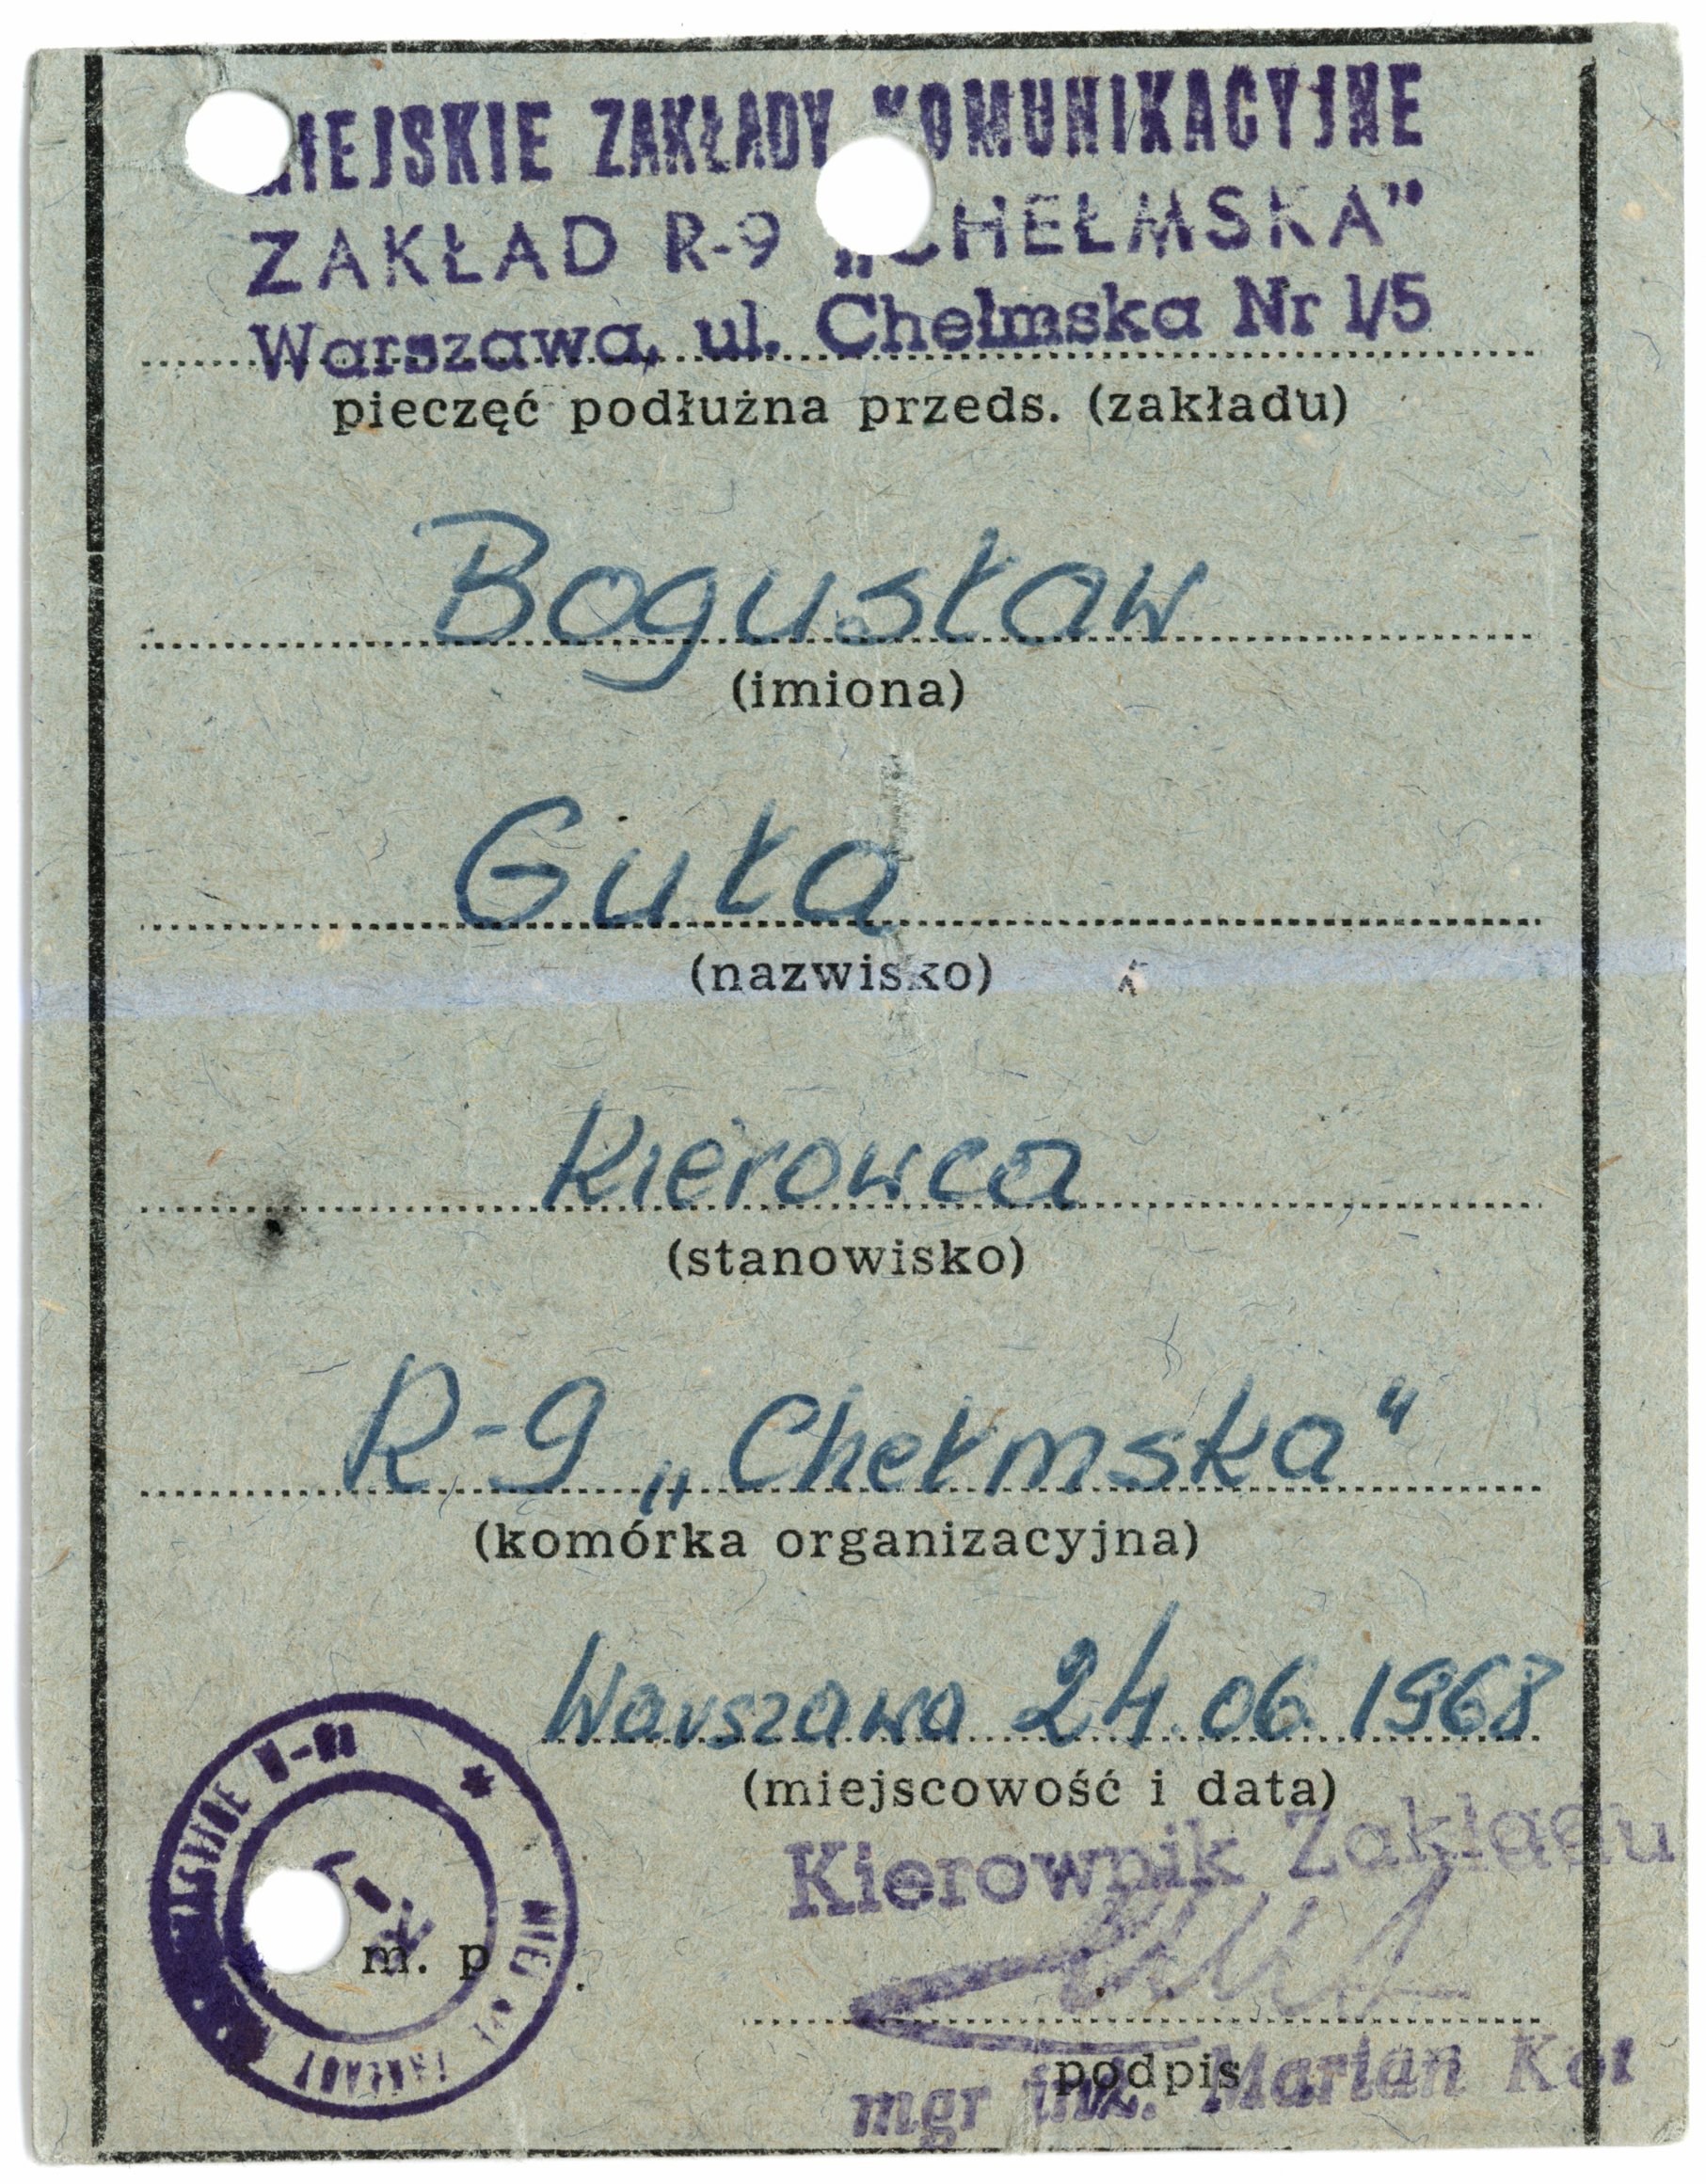 MIEJSKIE ZAKŁADY KOMUNIKACYJNE
ZAKŁAD R-9 „CHEŁMSKA”
Warszawa, ul. Chełmska Nr 1/5
pieczęć podłużna przeds. (zakładu)
Bogusław
(imiona)
Guła
(nazwisko)
Kierowca
(stanowisko)
R-9 „Chełmska”
(komórka organizacyjna)
Warszawa 24.06.1968
(miejscowość i data)
Kierownik Zakładu
m. p
podpis
mgr inż. Marian Kot